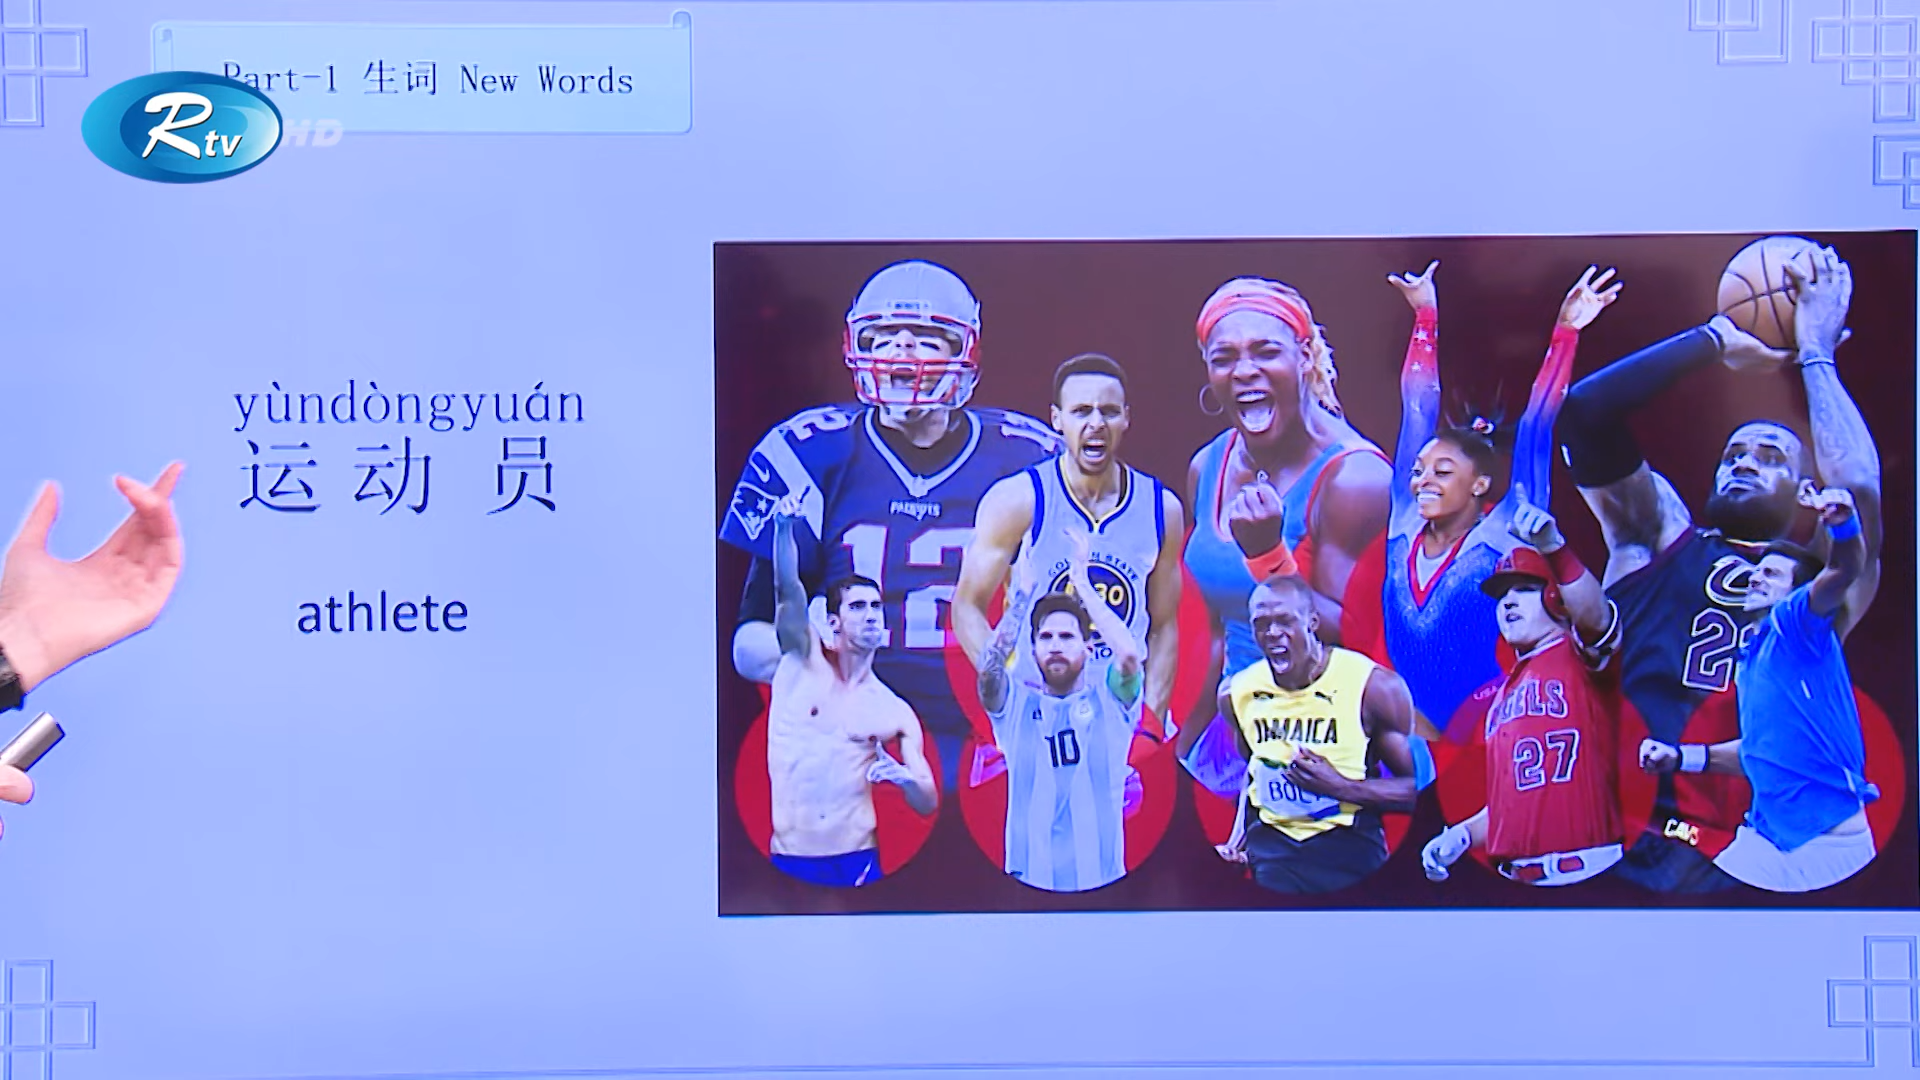 Part-1 生词 New Words
Rtv HD
yùndòngyuán
运动员
athlete
12
PATRIOTS
12
GOLDEN STATE
30
10
JAMAICA
BOLT
ANGELS
27
CAVS